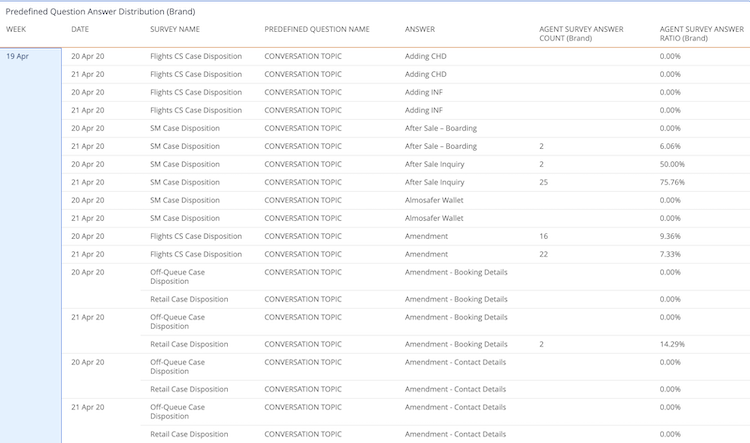 Predefined Question Answer Distribution (Brand)
WEEK DATE SURVEY NAME PREDEFINED QUESTION NAME ANSWER AGENT SURVEY ANSWER COUNT (Brand) AGENT SURVEY ANSWER RATIO (Brand)
19 Apr 20 Apr 20 Flights CS Case Disposition CONVERSATION TOPIC Adding CHD 0.00%
21 Apr 20 Flights CS Case Disposition CONVERSATION TOPIC Adding CHD 0.00%
20 Apr 20 Flights CS Case Disposition CONVERSATION TOPIC Adding INF 0.00%
21 Apr 20 Flights CS Case Disposition CONVERSATION TOPIC Adding INF 0.00%
20 Apr 20 SM Case Disposition CONVERSATION TOPIC After Sale – Boarding 0.00%
21 Apr 20 SM Case Disposition CONVERSATION TOPIC After Sale – Boarding 2 6.06%
20 Apr 20 SM Case Disposition CONVERSATION TOPIC After Sale Inquiry 2 50.00%
21 Apr 20 SM Case Disposition CONVERSATION TOPIC After Sale Inquiry 25 75.76%
20 Apr 20 SM Case Disposition CONVERSATION TOPIC Almosafer Wallet 0.00%
21 Apr 20 SM Case Disposition CONVERSATION TOPIC Almosafer Wallet 0.00%
20 Apr 20 Flights CS Case Disposition CONVERSATION TOPIC Amendment 16 9.36%
21 Apr 20 Flights CS Case Disposition CONVERSATION TOPIC Amendment 22 7.33%
20 Apr 20 Off-Queue Case Disposition CONVERSATION TOPIC Amendment - Booking Details 0.00%
Retail Case Disposition CONVERSATION TOPIC Amendment - Booking Details 0.00%
21 Apr 20 Off-Queue Case Disposition CONVERSATION TOPIC Amendment - Booking Details 0.00%
Retail Case Disposition CONVERSATION TOPIC Amendment - Booking Details 2 14.29%
20 Apr 20 Off-Queue Case Disposition CONVERSATION TOPIC Amendment - Contact Details 0.00%
Retail Case Disposition CONVERSATION TOPIC Amendment - Contact Details 0.00%
21 Apr 20 Off-Queue Case Disposition CONVERSATION TOPIC Amendment - Contact Details 0.00%
Retail Case Disposition CONVERSATION TOPIC Amendment - Contact Details 0.00%